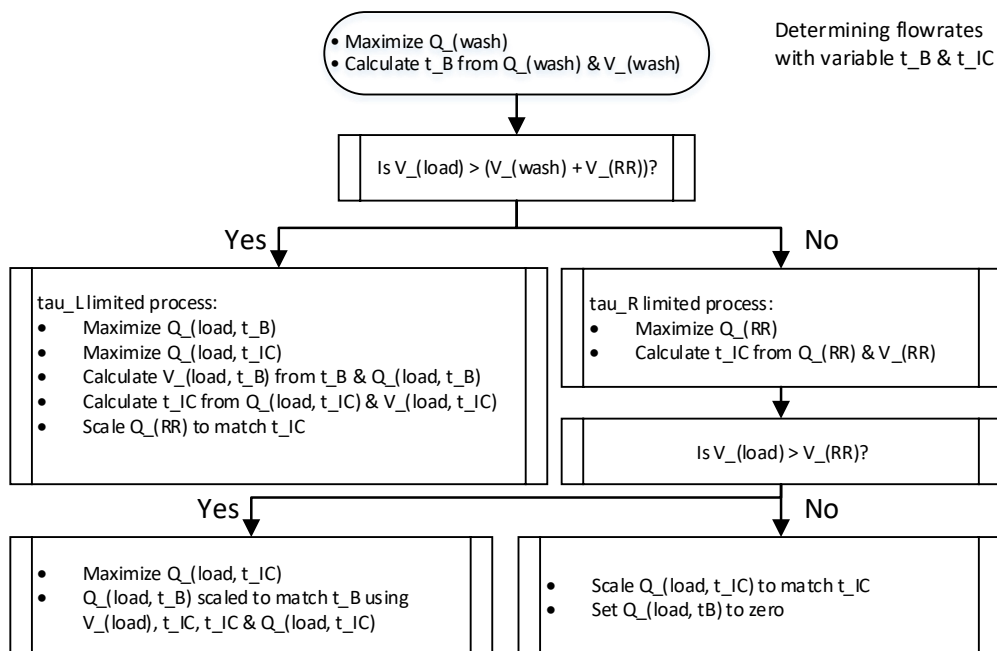 • Maximize Q_(wash)
• Calculate t_B from Q_(wash) & V_(wash)
Determining flowrates
with variable t_B & t_IC
Is V_(load) > (V_(wash) + V_(RR))?
Yes
No
tau_L limited process:
• Maximize Q_(load, t_B)
• Maximize Q_(load, t_IC)
• Calculate V_(load, t_B) from t_B & Q_(load, t_B)
• Calculate t_IC from Q_(load, t_IC) & V_(load, t_IC)
• Scale Q_(RR) to match t_IC
tau_R limited process:
• Maximize Q_(RR)
• Calculate t_IC from Q_(RR) & V_(RR)
Is V_(load) > V_(RR)?
Yes
No
• Maximize Q_(load, t_IC)
• Q_(load, t_B) scaled to match t_B using
V_(load), t_IC, t_IC & Q_(load, t_IC)
• Scale Q_(load, t_IC) to match t_IC
• Set Q_(load, tB) to zero